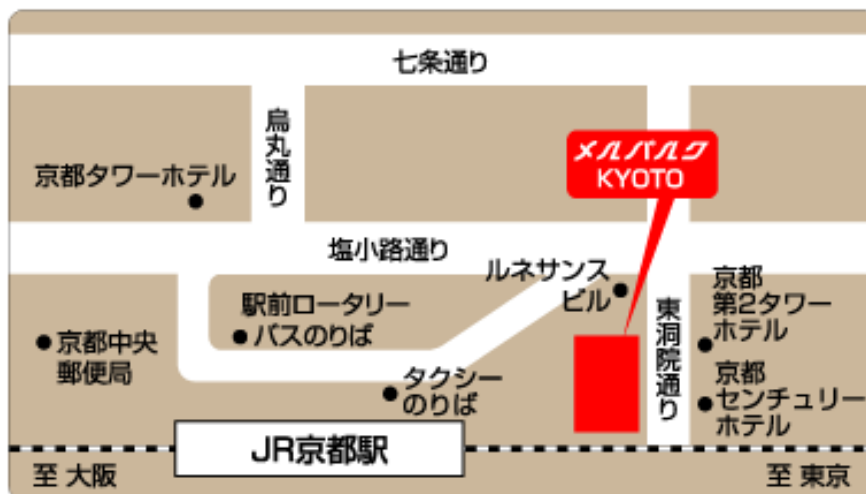 七条通り
烏丸通り
メルパルク
KYOTO
京都タワーホテル
塩小路通り
ルネサンス
ビル
京都
第2タワー
ホテル
駅前ロータリー
バスのりば
東洞院通り
京都中央
郵便局
タクシー
のりば
京都
センチュリー
ホテル
JR京都駅
至 大阪
至 東京